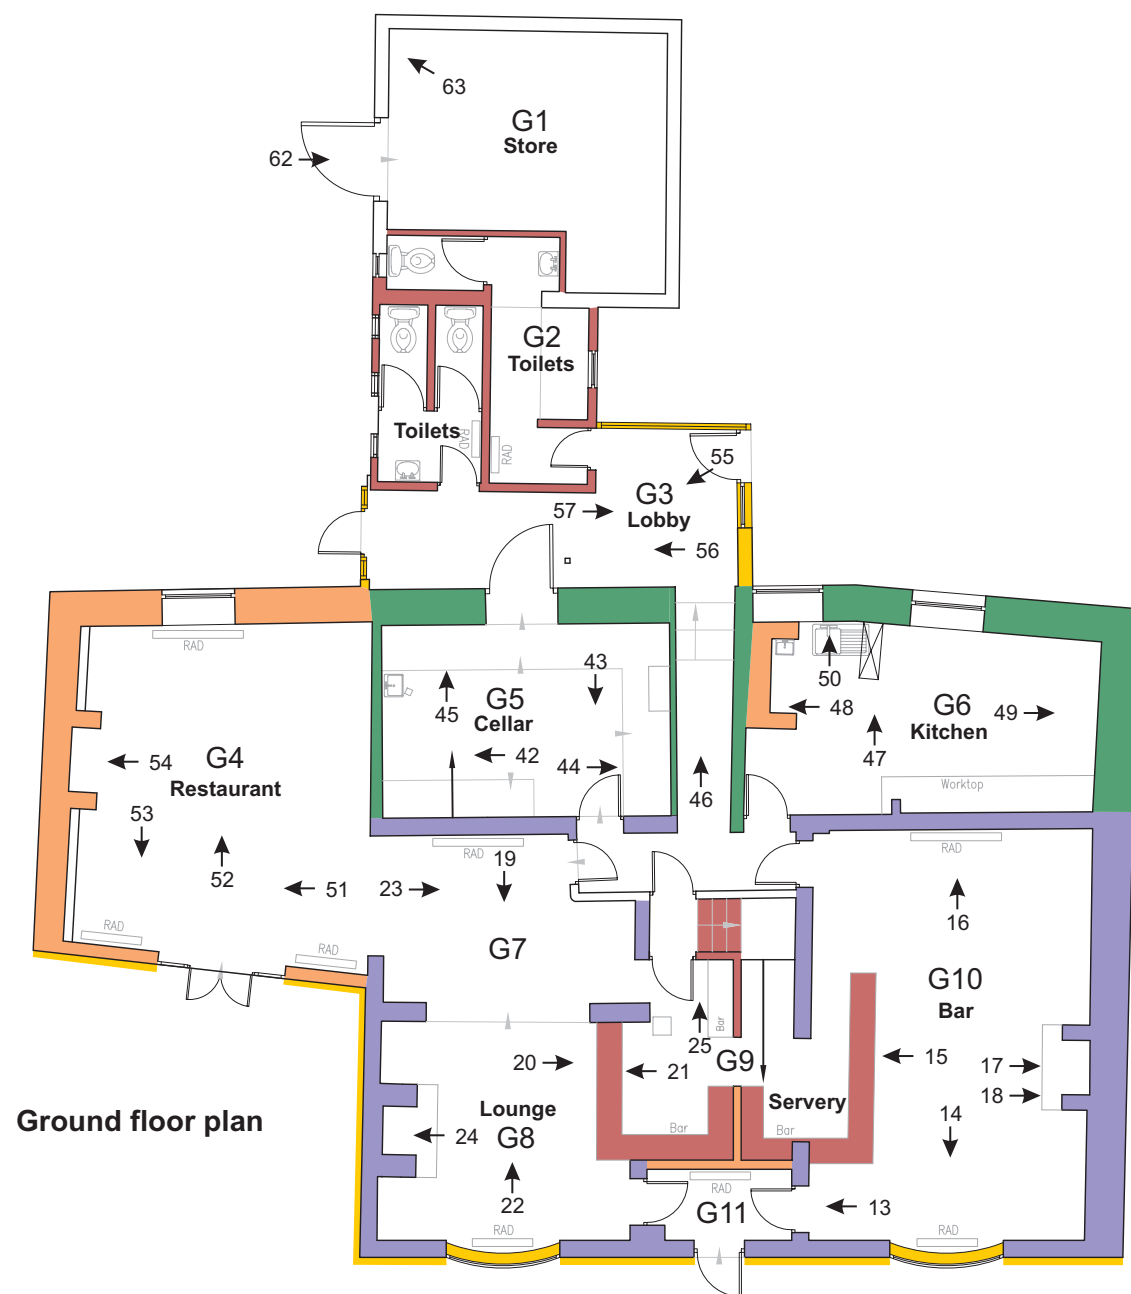 63
G1
Store
62
G2
Toilets
Toilets
RAD
RAD
55
G3
57
Lobby
56
RAD
43
50
G5
45
Cellar
48
G6
49
Kitchen
42
47
G4
54
44
Restaurant
46
Worktop
53
RAD
19
RAD
52
51
23
16
RAD
RAD
G7
G10
Bar
Bar
25
20
21
G9
15
17
18
Lounge
Servery
14
Ground floor plan
24
G8
Bar
Bar
RAD
22
G11
13
RAD
RAD